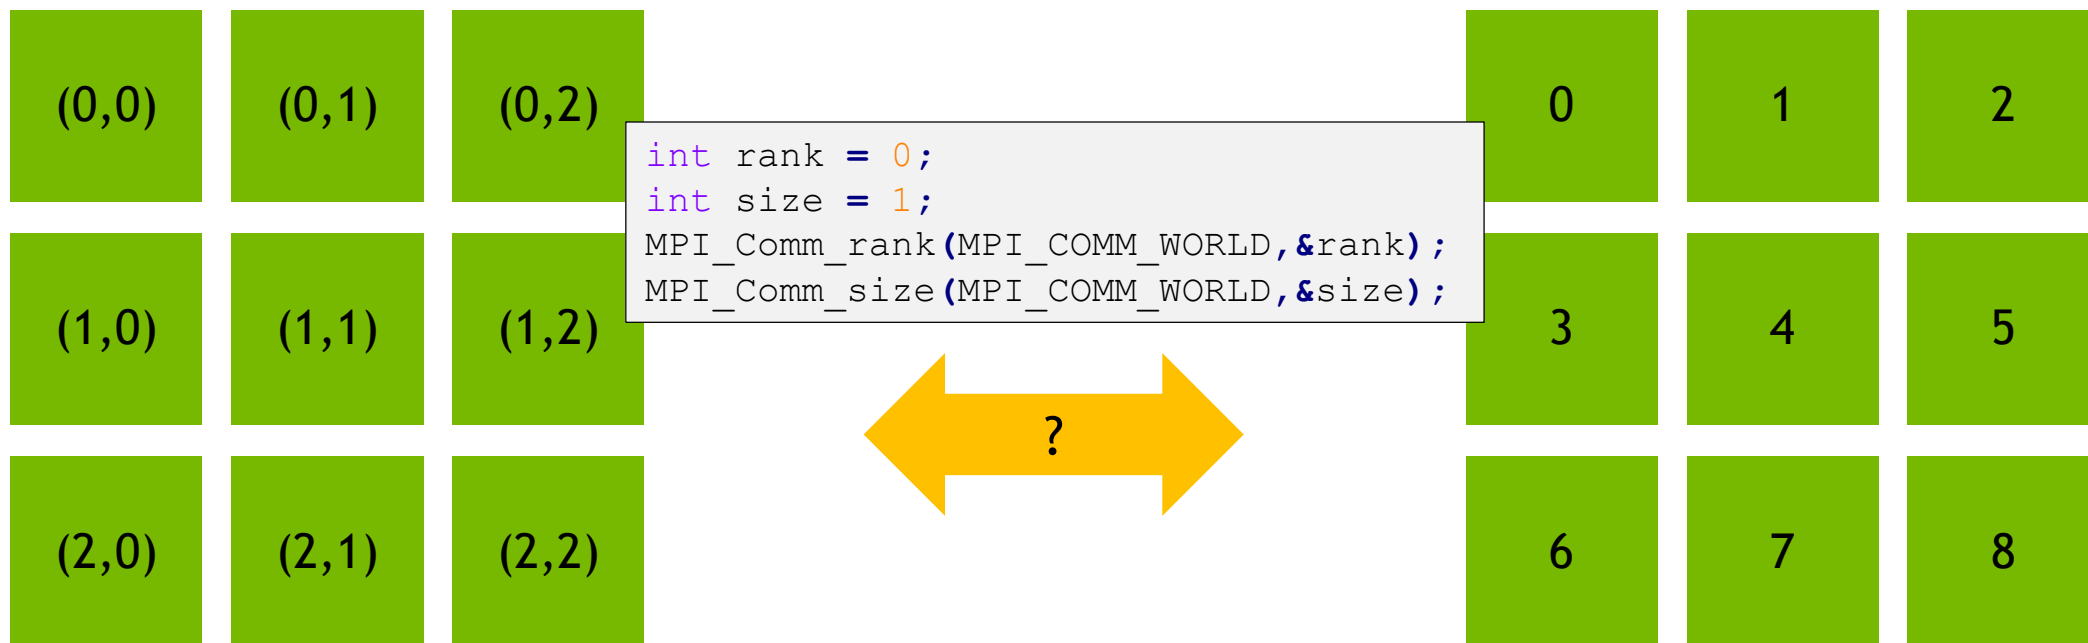 (0,0) (0,1) (0,2)
(1,0) (1,1) (1,2)
(2,0) (2,1) (2,2)
int rank = 0;
int size = 1;
MPI_Comm_rank(MPI_COMM_WORLD,&rank);
MPI_Comm_size(MPI_COMM_WORLD,&size);
?
0 1 2
3 4 5
6 7 8